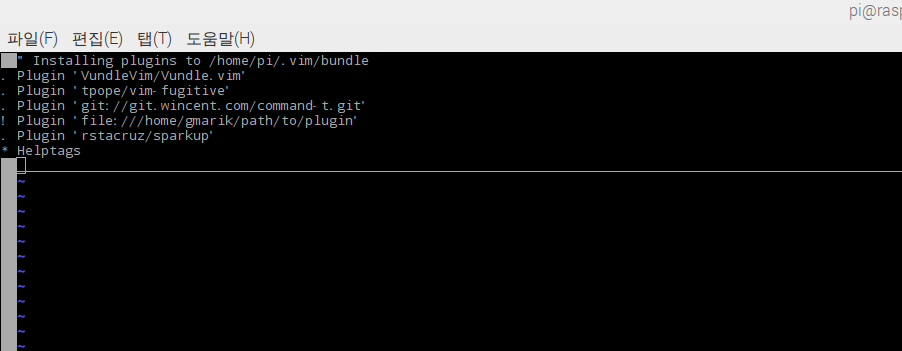 pi@rasp
파일(F) 편집(E) 탭(T) 도움말(H)
" Installing plugins to /home/pi/.vim/bundle
. Plugin 'VundleVim/Vundle.vim'
. Plugin 'tpope/vim-fugitive'
. Plugin 'git://git.wincent.com/command-t.git'
! Plugin 'file:///home/gmarik/path/to/plugin'
. Plugin 'rstacruz/sparkup'
* Helptags
~
~
~
~
~
~
~
~
~
~
~
~